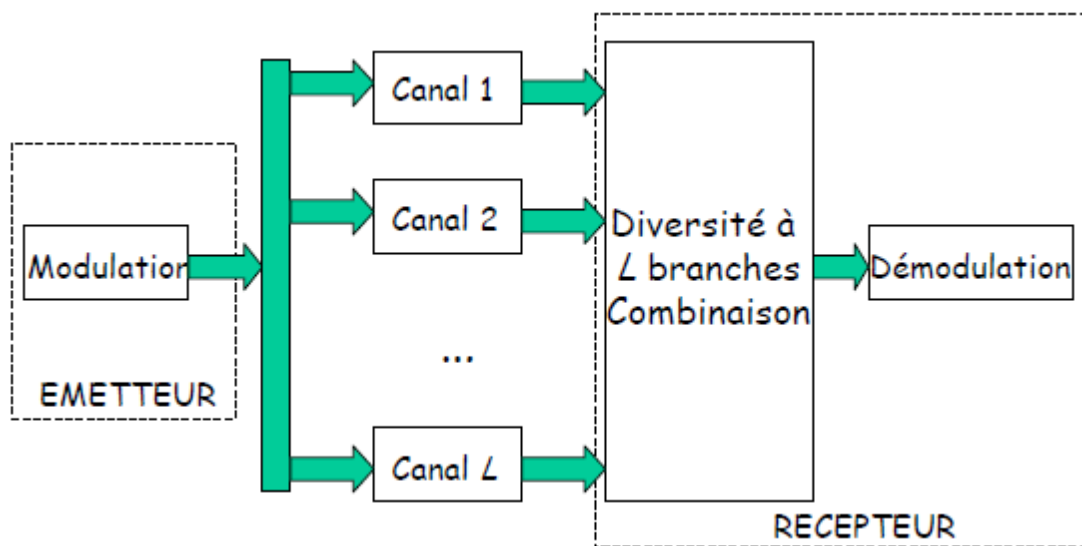 Modulation
EMETTEUR
Canal 1
Canal 2
...
Canal L
Diversité à
L branches
Combinaison
Démodulation
RECEPTEUR